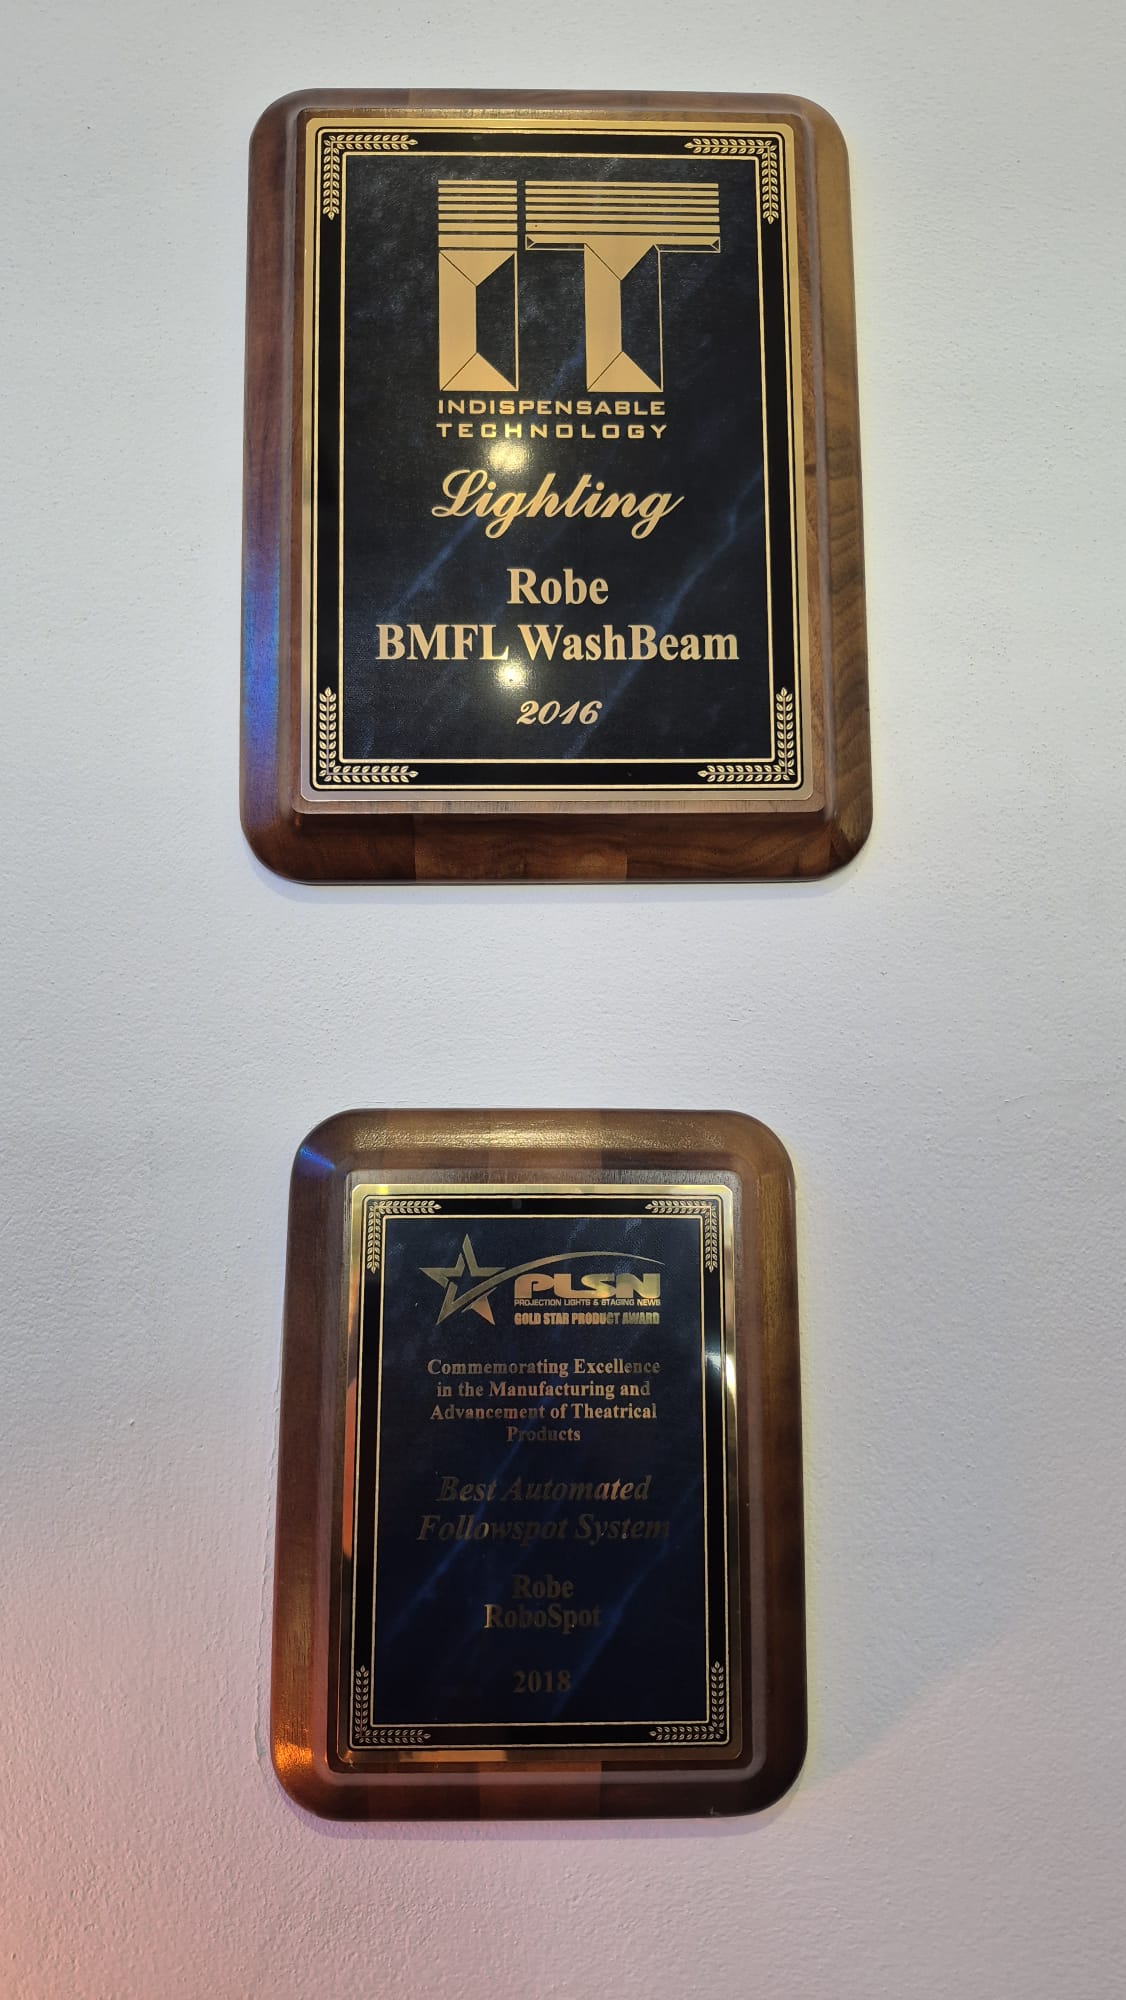 iT
INDISPENSABLE
TECHNOLOGY
Lighting
Robe
BMFL WashBeam
2016
PLSN
PROJECTION LIGHTS & STAGING NEWS
GOLD STAR PRODUCT AWARD
Commemorating Excellence
in the Manufacturing and
Advancement of Theatrical
Products
Best Automated
Followspot System
Robe
RoboSpot
2018